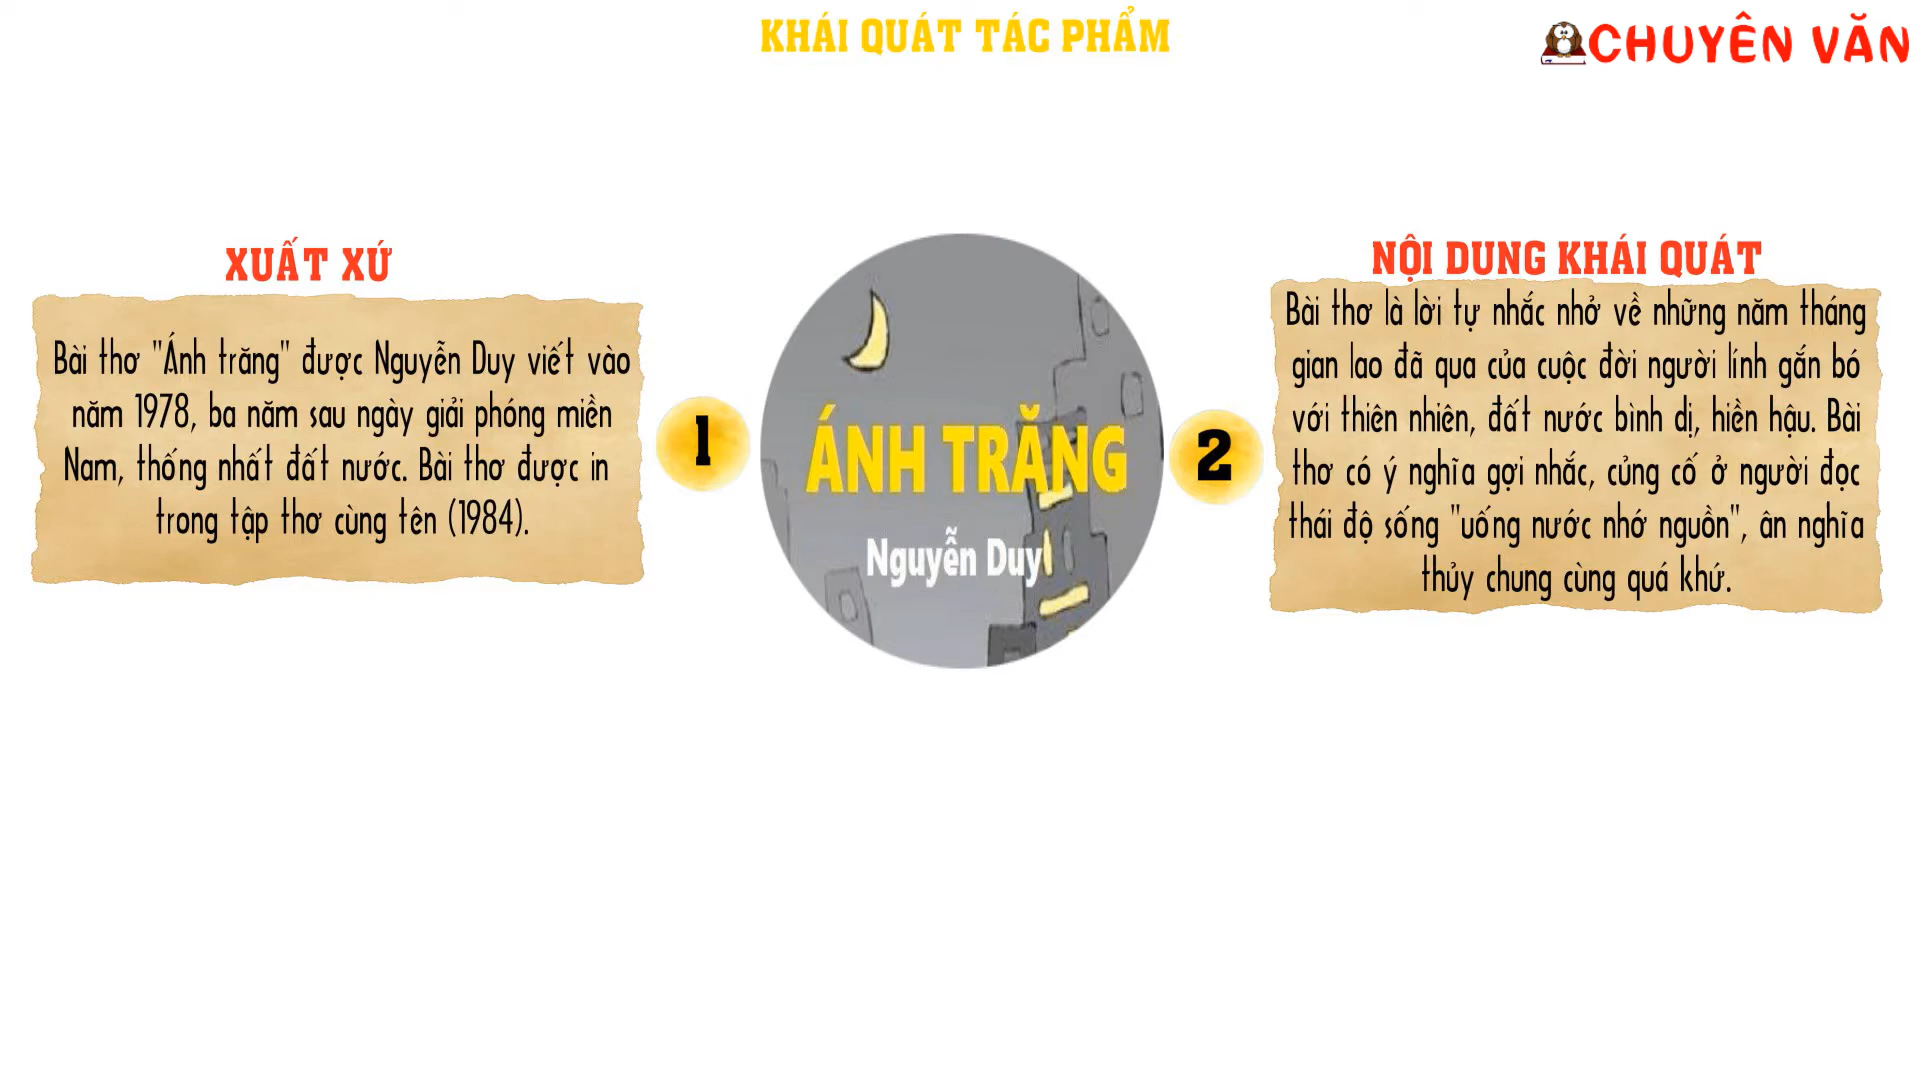 KHÁI QUÁT TÁC PHẨM
CHUYÊN VĂN
XUẤT XỨ
Bài thơ "Ánh trăng" được Nguyễn Duy viết vào
năm 1978, ba năm sau ngày giải phóng miền
Nam, thống nhất đất nước. Bài thơ được in
trong tập thơ cùng tên (1984).
1
ÁNH TRĂNG
Nguyễn Duy
2
NỘI DUNG KHÁI QUÁT
Bài thơ là lời tự nhắc nhở về những năm tháng
gian lao đã qua của cuộc đời người lính gắn bó
với thiên nhiên, đất nước bình dị, hiền hậu. Bài
thơ có ý nghĩa gợi nhắc, củng cố ở người đọc
thái độ sống "uống nước nhớ nguồn", ân nghĩa
thủy chung cùng quá khứ.